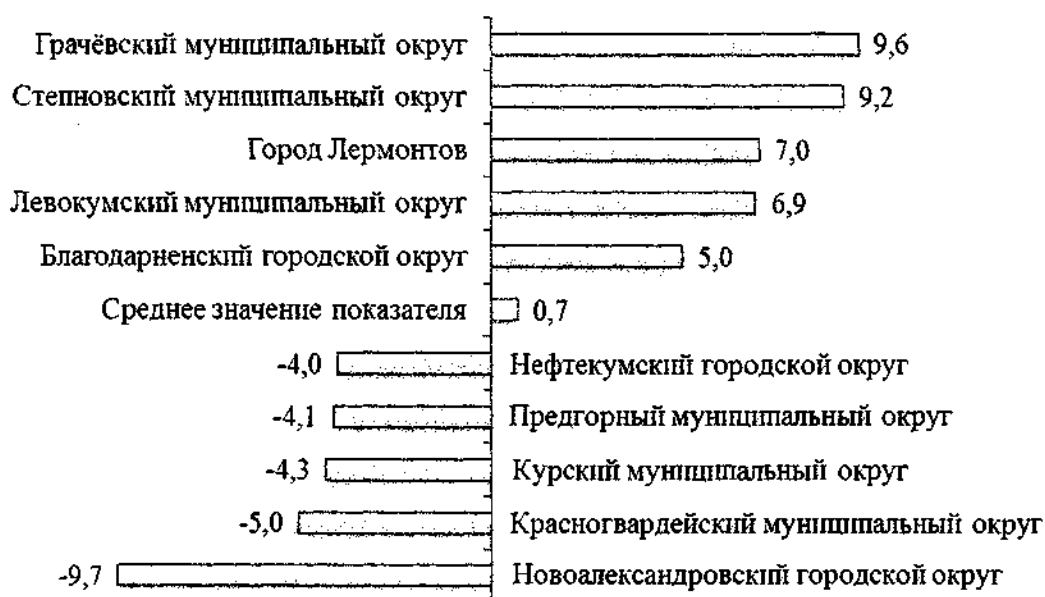 Грачёвский муниципальный округ 9,6
Степновский муниципальный округ 9,2
Город Лермонтов 7,0
Левокумский муниципальный округ 6,9
Благодарненский городской округ 5,0
Среднее значение показателя 0,7
-4,0 Нефтекумский городской округ
-4,1 Предгорный муниципальный округ
-4,3 Курский муниципальный округ
-5,0 Красногвардейский муниципальный округ
-9,7 Новоалександровский городской округ